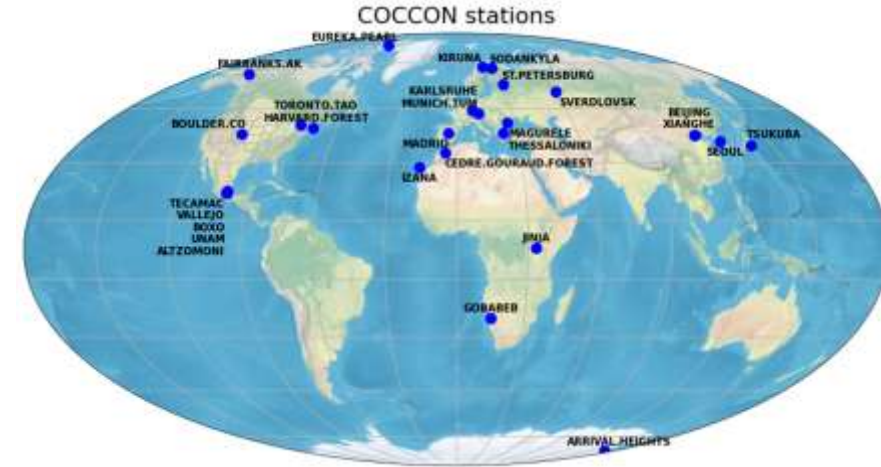 COCCON stations
EUREKA.PEARL
FAIRBANKS.AK
KIRUNA
SODANKYLA
ST.PETERSBURG
KARLSRUHE
MUNICH.TUM
SVERDLOVSK
TORONTO.TAO
HARVARD.FOREST
BOULDER.CO
BEIJING
XIANGHE
TSUKUBA
SEOUL
MADRID
MAGURELE
THESSALONIKI
CEDRE.GOURAUD.FOREST
IZANA
TECAMAC
VALLEJO
BOXO
UNAM
ALTZOMONI
JINJA
GOBABEB
ARRIVAL.HEIGHTS